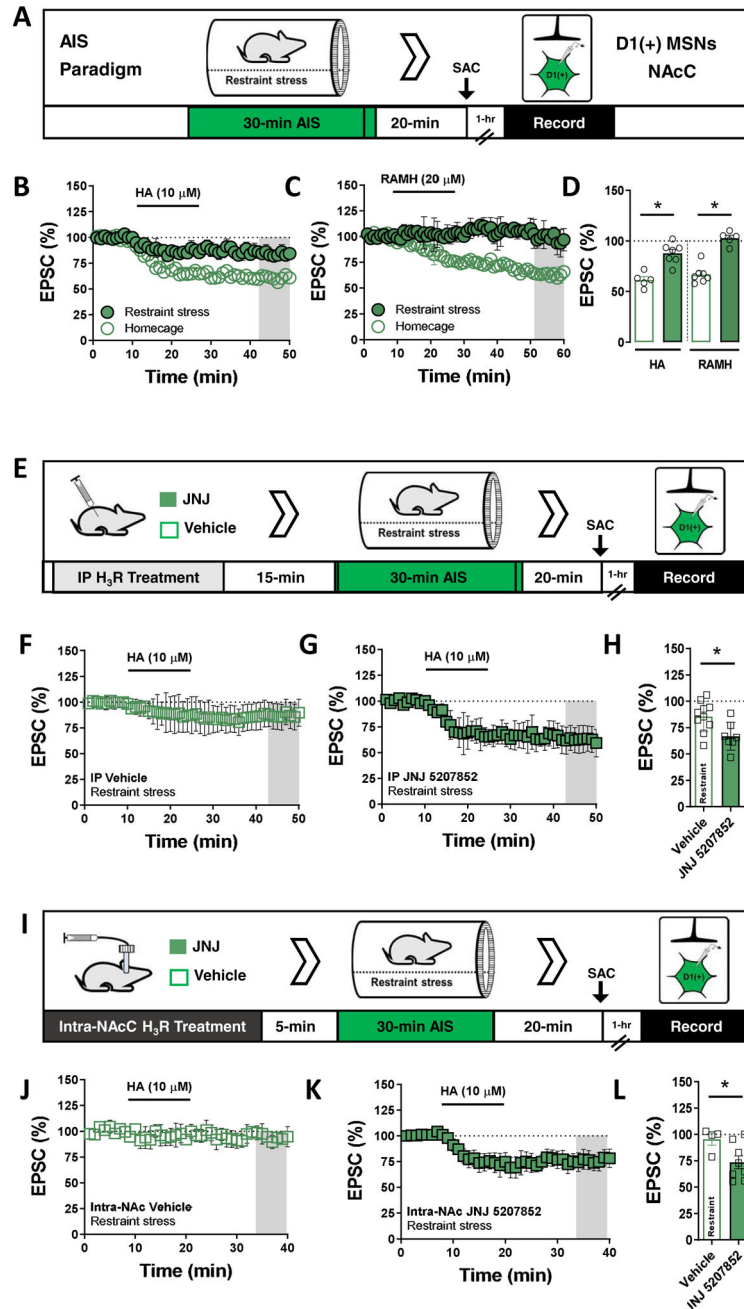 A
AIS
Paradigm
Restraint stress
D1(+)
D1(+) MSNs
NAcC
SAC
30-min AIS
20-min
1-hr
Record
B
HA (10 μM)
EPSC (%)
150
125
100
75
50
25
0
Restraint stress
Homecage
0 10 20 30 40 50
Time (min)
C
RAMH (20 μM)
EPSC (%)
150
125
100
75
50
25
0
Restraint stress
Homecage
0 10 20 30 40 50 60
Time (min)
D
EPSC (%)
150
100
50
0
*
*
HA
RAMH
E
JNJ
Vehicle
Restraint stress
SAC
D1(+)
IP H3R Treatment
15-min
30-min AIS
20-min
1-hr
Record
F
HA (10 μM)
EPSC (%)
150
125
100
75
50
25
0
IP Vehicle
Restraint stress
0 10 20 30 40 50
Time (min)
G
HA (10 μM)
EPSC (%)
150
125
100
75
50
25
0
IP JNJ 5207852
Restraint stress
0 10 20 30 40 50
Time (min)
H
EPSC (%)
150
125
100
75
50
25
0
*
Restraint
Vehicle
JNJ 5207852
I
JNJ
Vehicle
Restraint stress
SAC
D1(+)
Intra-NAcC H3R Treatment
5-min
30-min AIS
20-min
1-hr
Record
J
HA (10 μM)
EPSC (%)
150
125
100
75
50
25
0
Intra-NAc Vehicle
Restraint stress
0 10 20 30 40
Time (min)
K
HA (10 μM)
EPSC (%)
150
125
100
75
50
25
0
Intra-NAc JNJ 5207852
Restraint stress
0 10 20 30 40
Time (min)
L
EPSC (%)
150
125
100
75
50
25
0
*
Restraint
Vehicle
JNJ 5207852